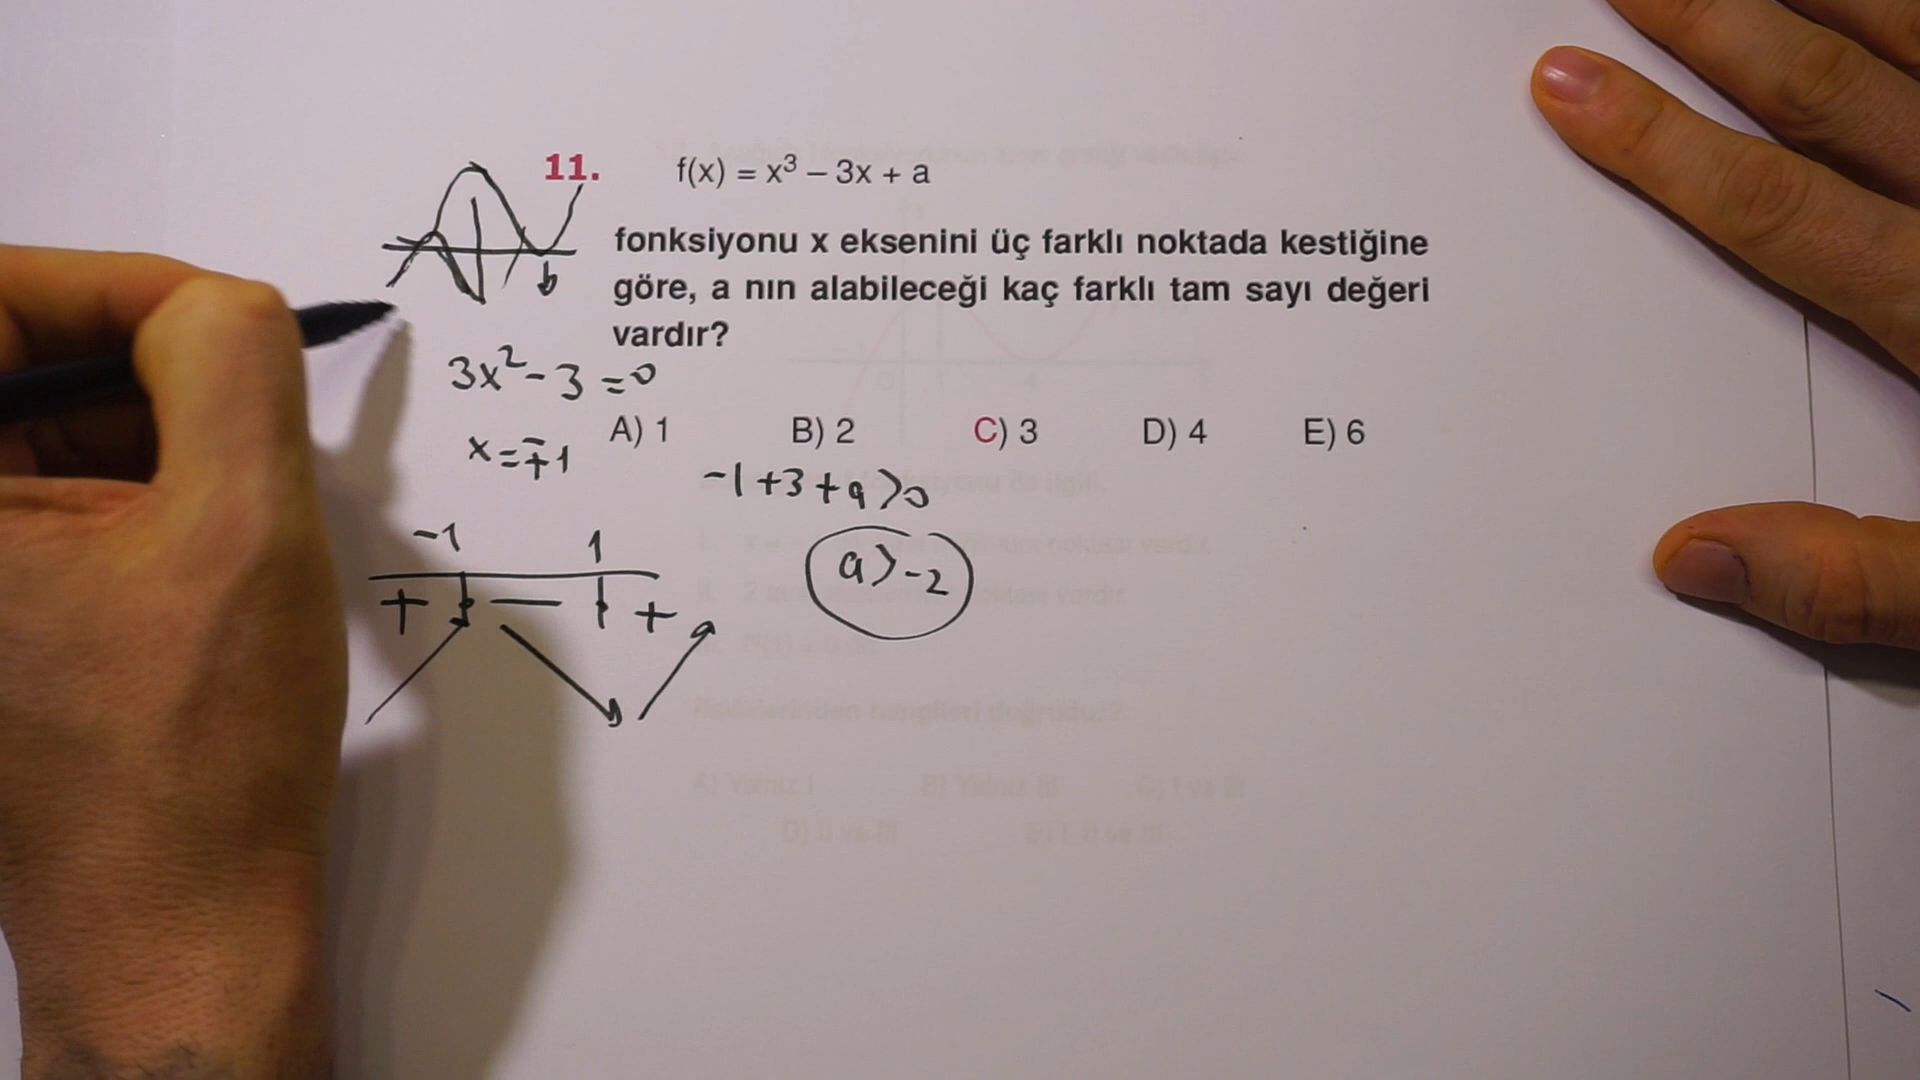 11. f(x) = x³ – 3x + a
fonksiyonu x eksenini üç farklı noktada kestiğine
göre, a nın alabileceği kaç farklı tam sayı değeri
vardır?
3x² - 3 = 0
A) 1 B) 2 C) 3 D) 4 E) 6
x = ∓1
-1 + 3 + a > 0
a > -2
-1 1
+ — +